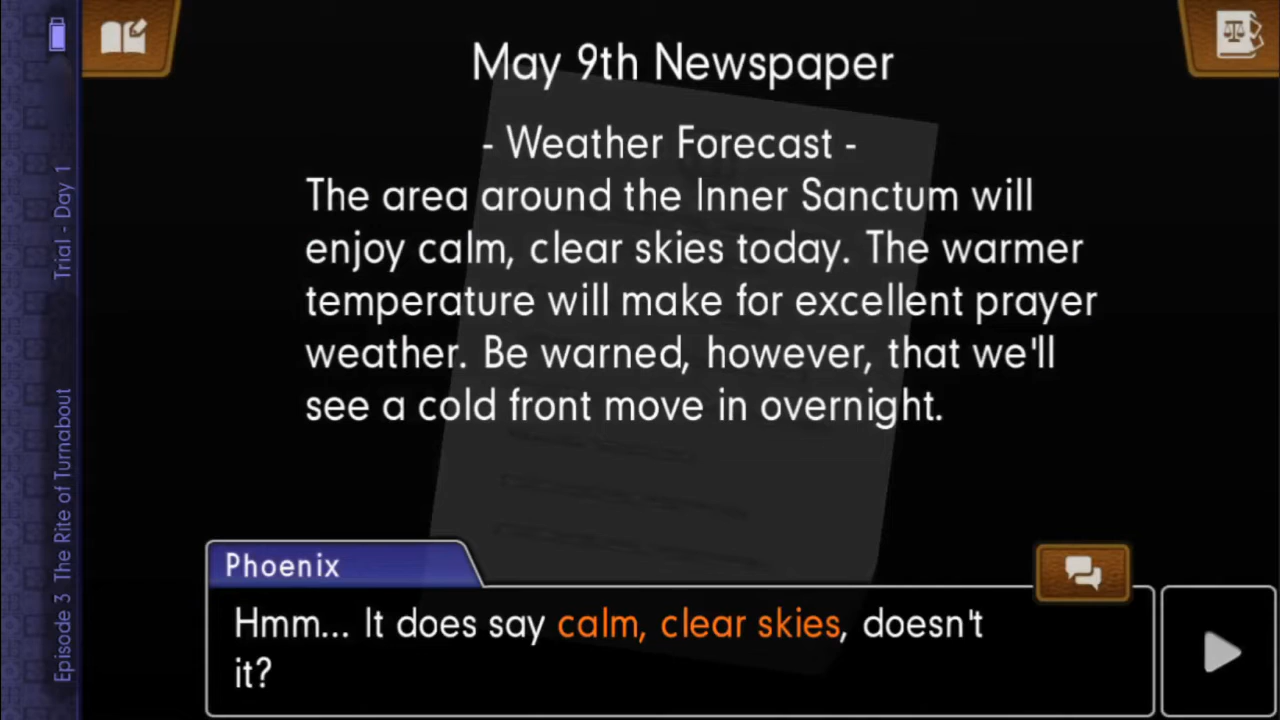 May 9th Newspaper
- Weather Forecast -
The area around the Inner Sanctum will
enjoy calm, clear skies today. The warmer
temperature will make for excellent prayer
weather. Be warned, however, that we'll
see a cold front move in overnight.
Trial - Day 1
Episode 3 The Rite of Turnabout
Phoenix
Hmm... It does say calm, clear skies, doesn't
it?